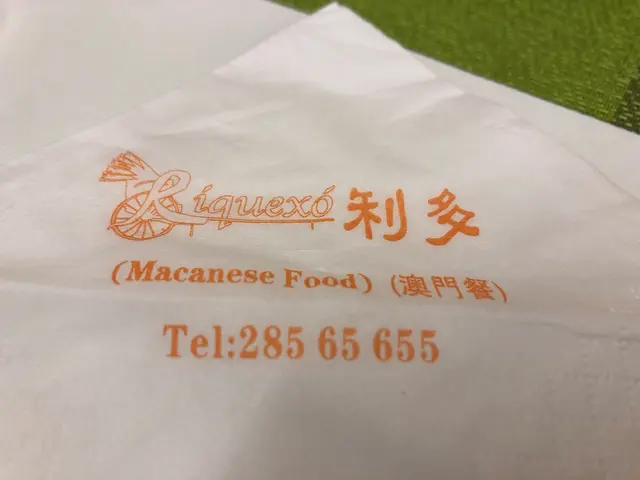 Riquexó 利多
(Macanese Food) (澳門餐)
Tel:285 65 655